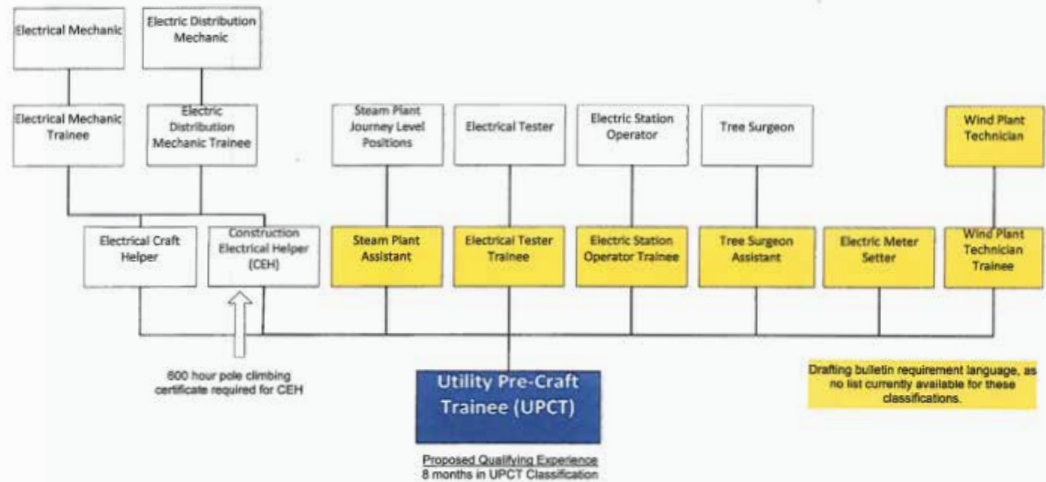 Electrical Mechanic
Electric Distribution
Mechanic
Electrical Mechanic
Trainee
Electric
Distribution
Mechanic Trainee
Steam Plant
Journey Level
Positions
Electrical Tester
Electric Station
Operator
Tree Surgeon
Wind Plant
Technician
Electrical Craft
Helper
Construction
Electrical Helper
(CEH)
Steam Plant
Assistant
Electrical Tester
Trainee
Electric Station
Operator Trainee
Tree Surgeon
Assistant
Electric Meter
Setter
Wind Plant
Technician
Trainee
600 hour pole climbing
certificate required for CEH
Utility Pre-Craft
Trainee (UPCT)
Drafting bulletin requirement language, as
no list currently available for these
classifications.
Proposed Qualifying Experience
8 months in UPCT Classification